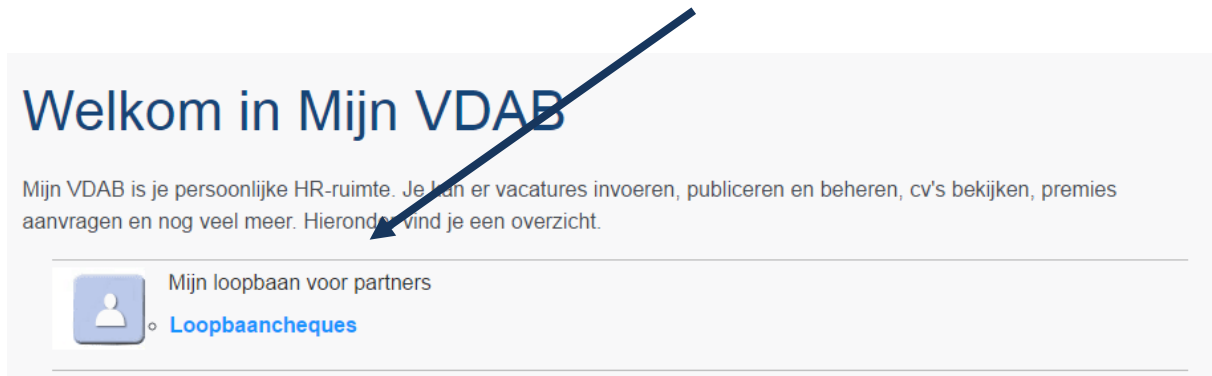 Welkom in Mijn VDAB
Mijn VDAB is je persoonlijke HR-ruimte. Je kan er vacatures invoeren, publiceren en beheren, cv's bekijken, premies
aanvragen en nog veel meer. Hieronder vind je een overzicht.
Mijn loopbaan voor partners
Loopbaancheques